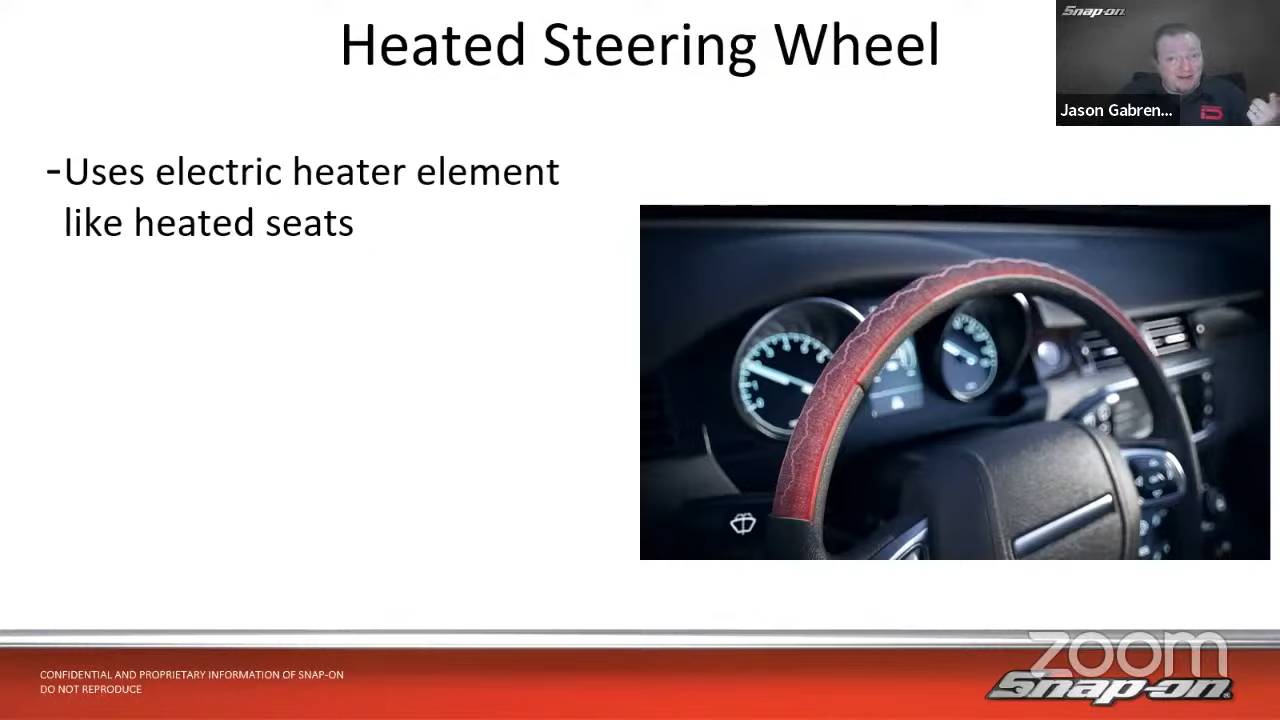 Heated Steering Wheel
Snap-on
Jason Gabren...
-Uses electric heater element
like heated seats
CONFIDENTIAL AND PROPRIETARY INFORMATION OF SNAP-ON
DO NOT REPRODUCE
zoom
Snap-on